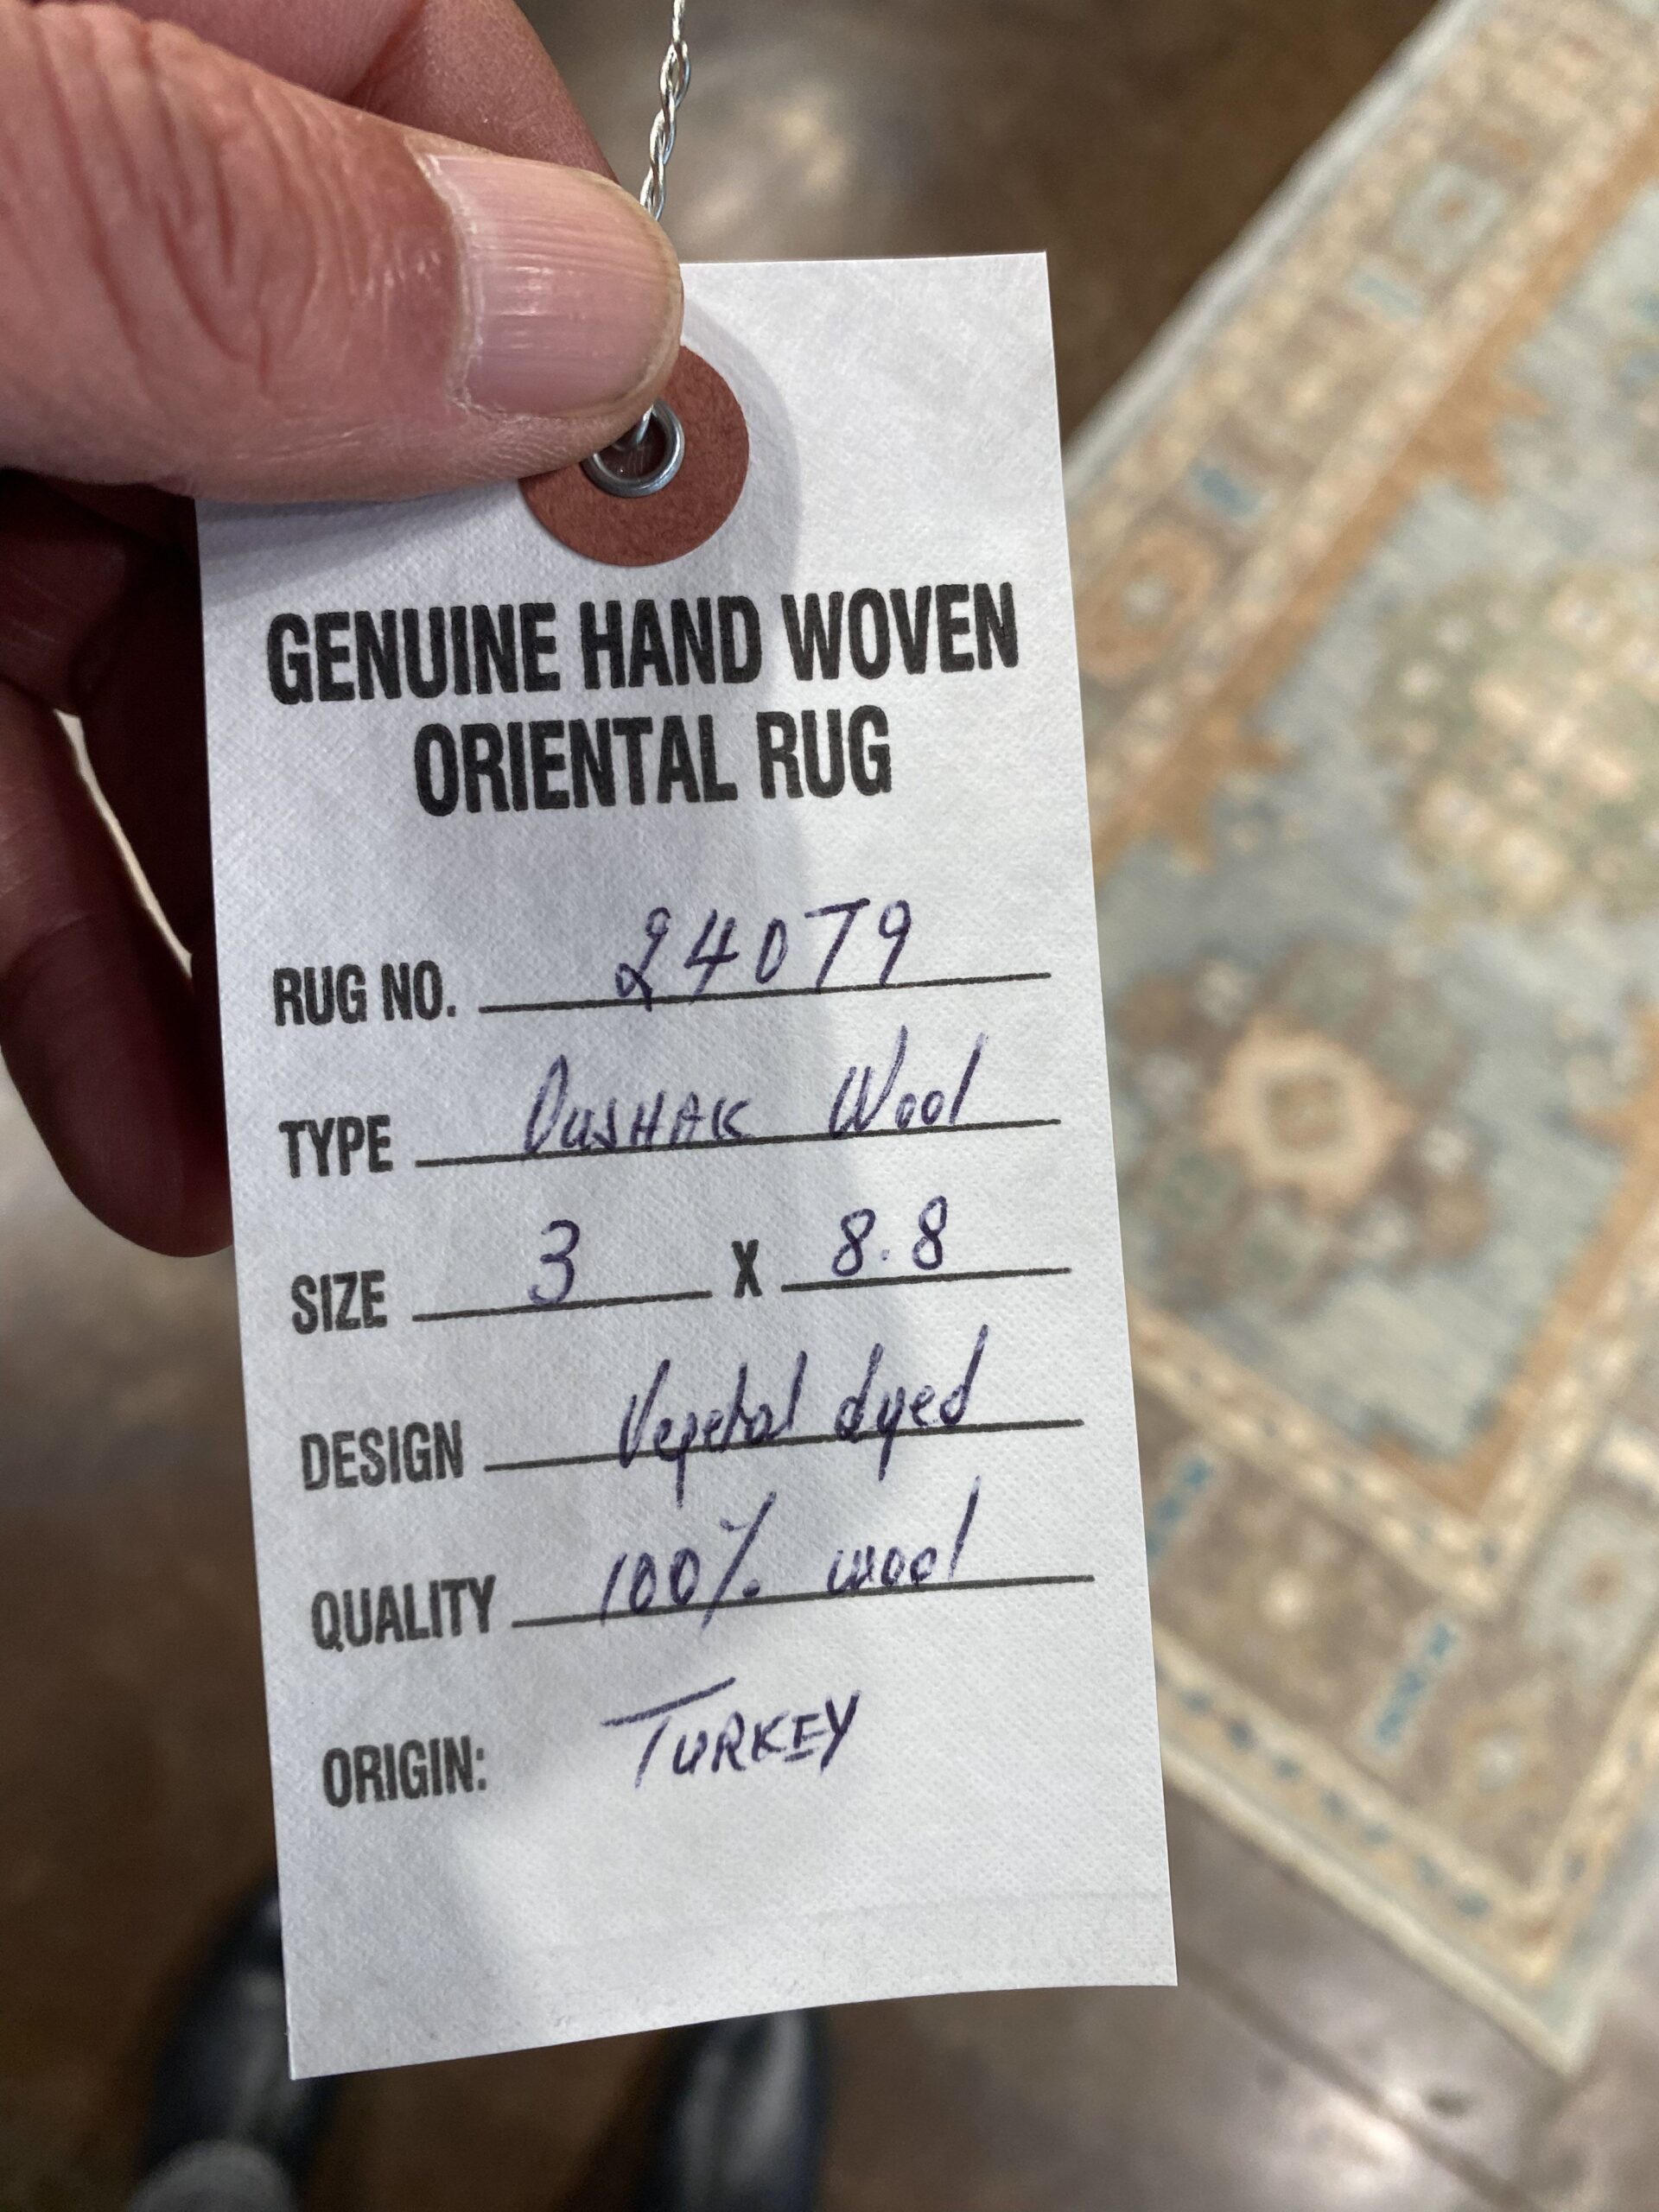 GENUINE HAND WOVEN
ORIENTAL RUG
RUG NO. 24079
TYPE OUSHAK Wool
SIZE 3 X 8.8
DESIGN Vegetal dyed
QUALITY 100% wool
ORIGIN: TURKEY